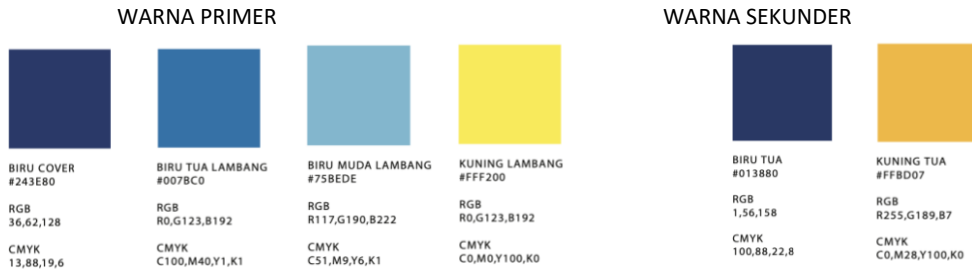 WARNA PRIMER
WARNA SEKUNDER
BIRU COVER
#243E80
RGB
36,62,128
CMYK
13,88,19,6
BIRU TUA LAMBANG
#007BC0
RGB
R0,G123,B192
CMYK
C100,M40,Y1,K1
BIRU MUDA LAMBANG
#75BEDE
RGB
R117,G190,B222
CMYK
C51,M9,Y6,K1
KUNING LAMBANG
#FFF200
RGB
R0,G123,B192
CMYK
C0,M0,Y100,K0
BIRU TUA
#013880
RGB
1,56,158
CMYK
100,88,22,8
KUNING TUA
#FFBD07
RGB
R255,G189,B7
CMYK
C0,M28,Y100,K0